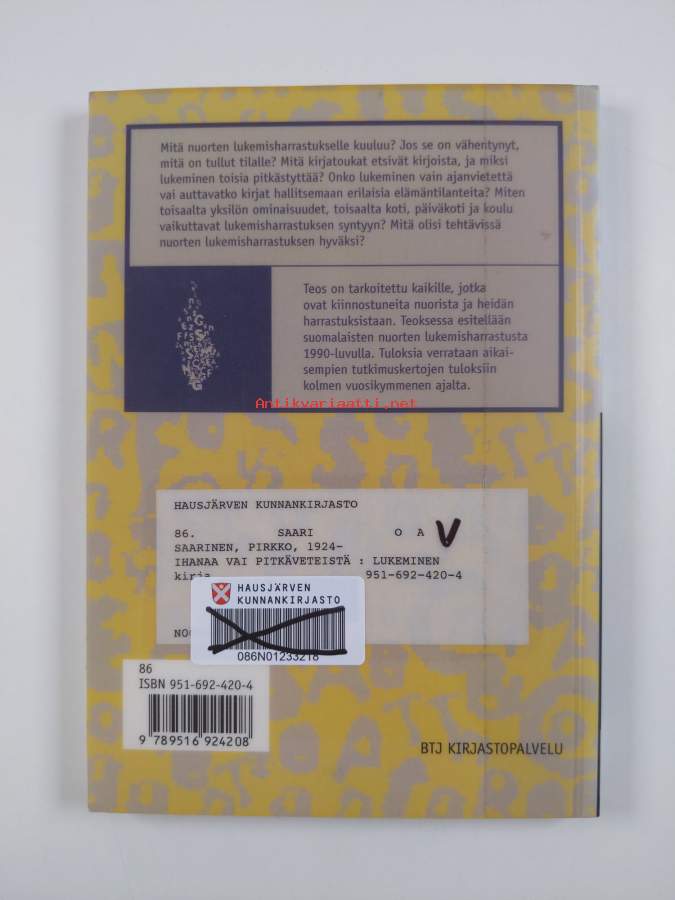 Mitä nuorten lukemisharrastukselle kuuluu? Jos se on vähentynyt,
mitä on tullut tilalle? Mitä kirjatoukat etsivät kirjoista, ja miksi
lukeminen toisia pitkästyttää? Onko lukeminen vain ajanvietettä
vai auttavatko kirjat hallitsemaan erilaisia elämäntilanteita? Miten
toisaalta yksilön ominaisuudet, toisaalta koti, päiväkoti ja koulu
vaikuttavat lukemisharrastuksen syntyyn? Mitä olisi tehtävissä
nuorten lukemisharrastuksen hyväksi?
Teos on tarkoitettu kaikille, jotka
ovat kiinnostuneita nuorista ja heidän
harrastuksistaan. Teoksessa esitellään
suomalaisten nuorten lukemisharrastusta
1990-luvulla. Tuloksia verrataan aikai-
sempien tutkimuskertojen tuloksiin
kolmen vuosikymmenen ajalta.
Antikvariaatti.net
HAUSJÄRVEN KUNNANKIRJASTO
86. SAARI O A V
SAARINEN, PIRKKO, 1924-
IHANAA VAI PITKÄVETEISTÄ : LUKEMINEN
kirja 951-692-420-4
HAUSJÄRVEN
KUNNANKIRJASTO
086N01233218
86
ISBN 951-692-420-4
9 789516 924208
BTJ KIRJASTOPALVELU